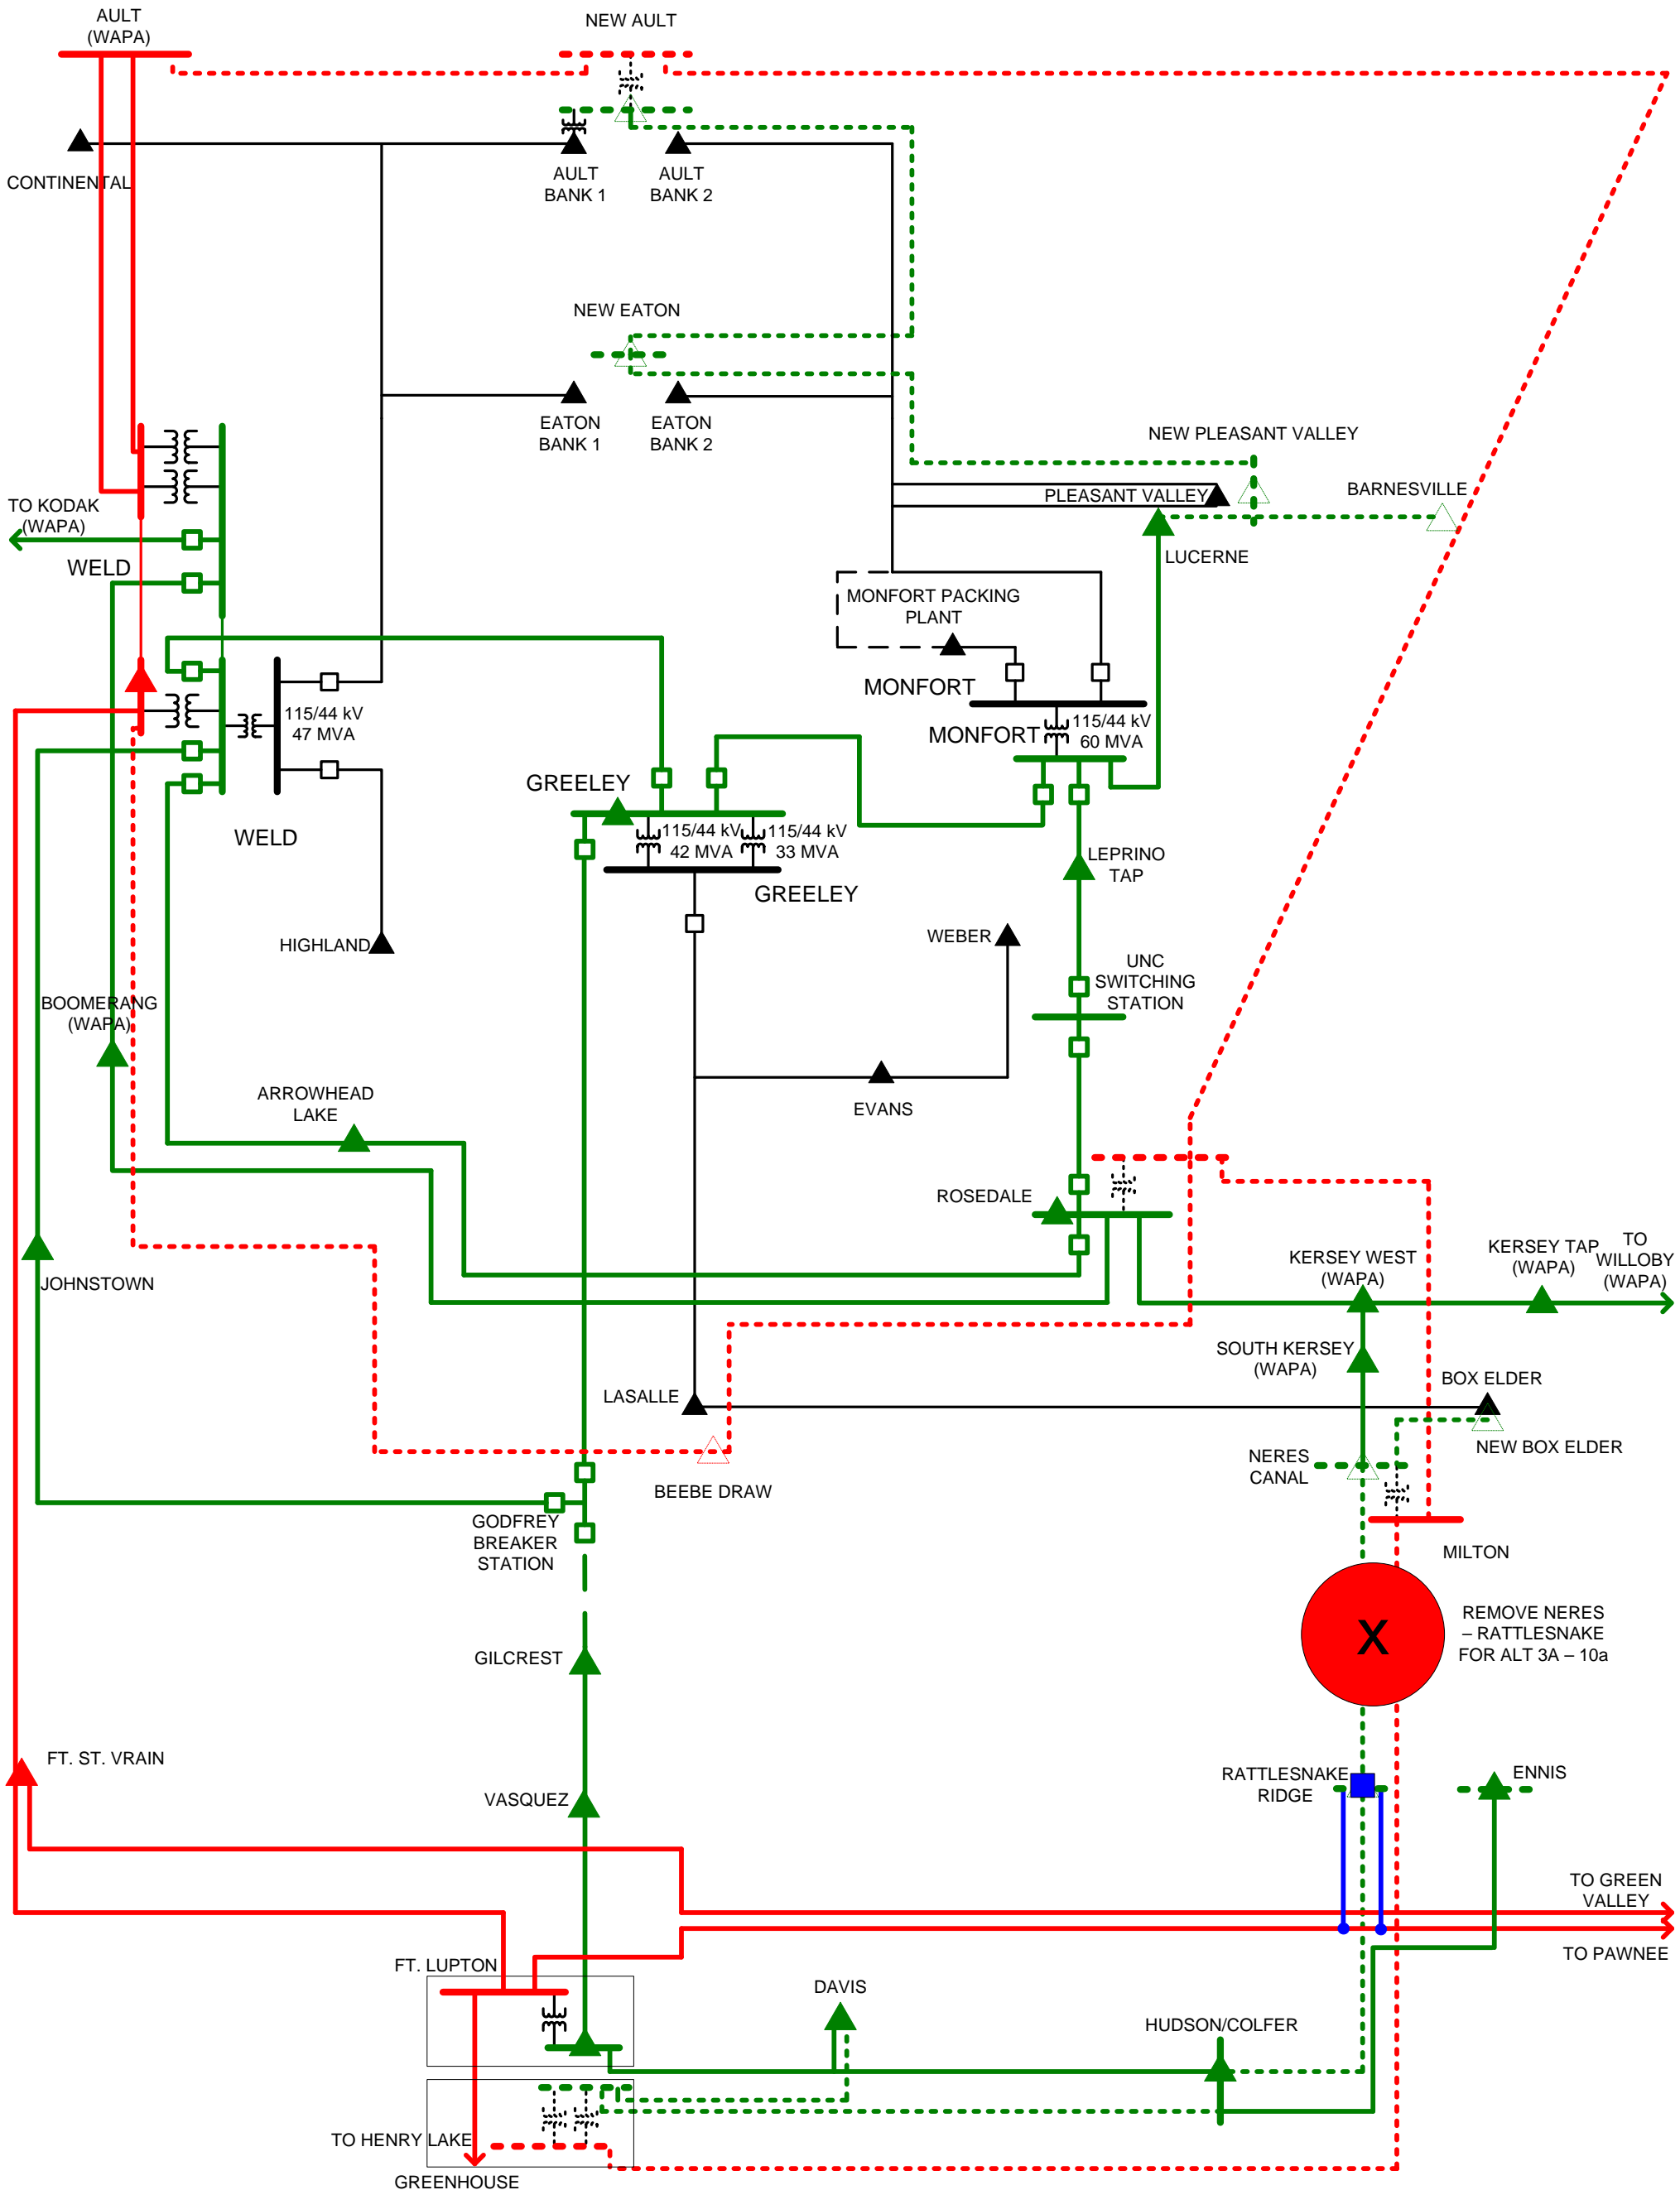 AULT
(WAPA)
NEW AULT
CONTINENTAL
AULT
BANK 1
AULT
BANK 2
NEW EATON
EATON
BANK 1
EATON
BANK 2
NEW PLEASANT VALLEY
PLEASANT VALLEY
BARNESVILLE
TO KODAK
(WAPA)
WELD
LUCERNE
MONFORT PACKING
PLANT
MONFORT
115/44 kV
47 MVA
MONFORT
115/44 kV
60 MVA
GREELEY
WELD
115/44 kV
42 MVA
115/44 kV
33 MVA
GREELEY
LEPRINO
TAP
HIGHLAND
WEBER
UNC
SWITCHING
STATION
BOOMERANG
(WAPA)
EVANS
ARROWHEAD
LAKE
ROSEDALE
JOHNSTOWN
KERSEY WEST
(WAPA)
KERSEY TAP
(WAPA)
TO
WILLOBY
(WAPA)
SOUTH KERSEY
(WAPA)
LASALLE
BOX ELDER
NEW BOX ELDER
NERES
CANAL
BEEBE DRAW
GODFREY
BREAKER
STATION
MILTON
X
REMOVE NERES
– RATTLESNAKE
FOR ALT 3A – 10a
GILCREST
FT. ST. VRAIN
VASQUEZ
RATTLESNAKE
RIDGE
ENNIS
TO GREEN
VALLEY
TO PAWNEE
FT. LUPTON
DAVIS
HUDSON/COLFER
TO HENRY LAKE
GREENHOUSE